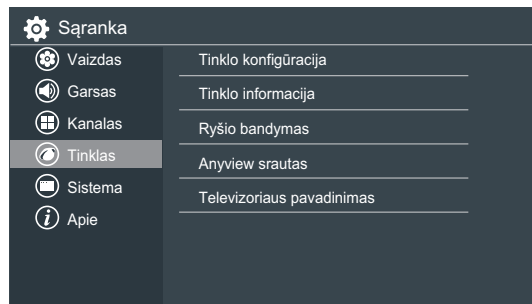 Sąranka
Vaizdas
Garsas
Kanalas
Tinklas
Sistema
Apie
Tinklo konfigūracija
Tinklo informacija
Ryšio bandymas
Anyview srautas
Televizoriaus pavadinimas